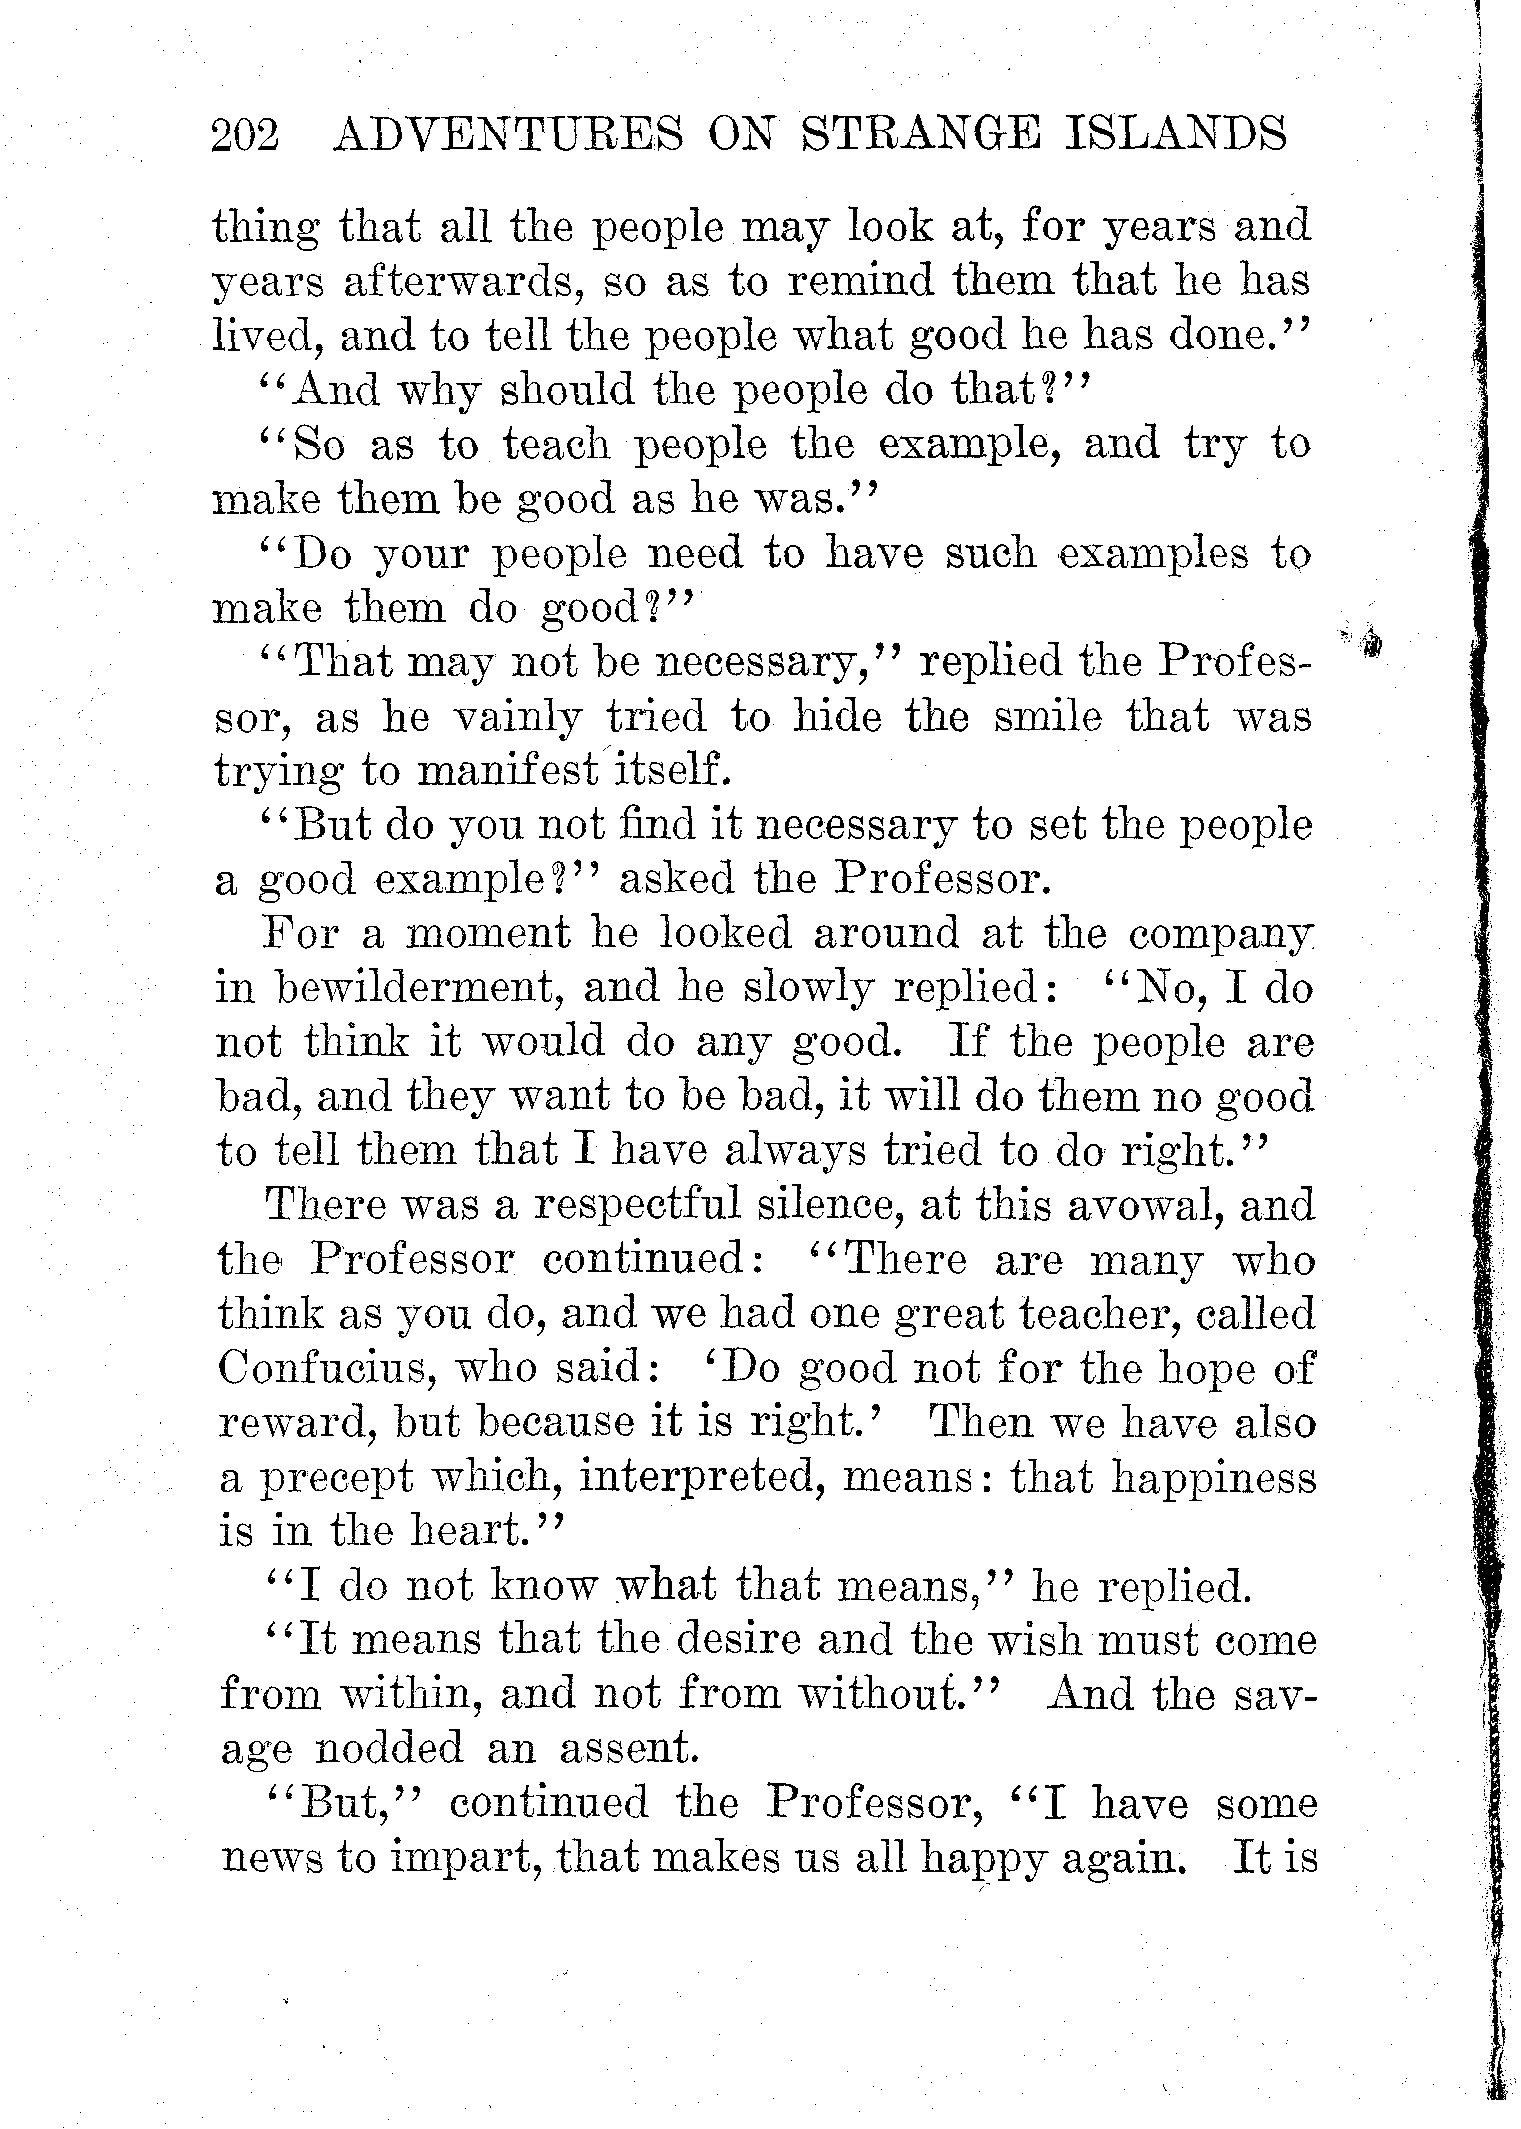 202 ADVENTURES ON STRANGE ISLANDS
thing that all the people may look at, for years and
years afterwards, so as to remind them that he has
lived, and to tell the people what good he has done."
"And why should the people do that?"
"So as to teach people the example, and try to
make them be good as he was."
"Do your people need to have such examples to
make them do good?"
"That may not be necessary," replied the Profes-
sor, as he vainly tried to hide the smile that was
trying to manifest itself.
"But do you not find it necessary to set the people
a good example?" asked the Professor.
For a moment he looked around at the company
in bewilderment, and he slowly replied: "No, I do
not think it would do any good. If the people are
bad, and they want to be bad, it will do them no good
to tell them that I have always tried to do right."
There was a respectful silence, at this avowal, and
the Professor continued: "There are many who
think as you do, and we had one great teacher, called
Confucius, who said: 'Do good not for the hope of
reward, but because it is right.' Then we have also
a precept which, interpreted, means: that happiness
is in the heart."
"I do not know what that means," he replied.
"It means that the desire and the wish must come
from within, and not from without." And the sav-
age nodded an assent.
"But," continued the Professor, "I have some
news to impart, that makes us all happy again. It is